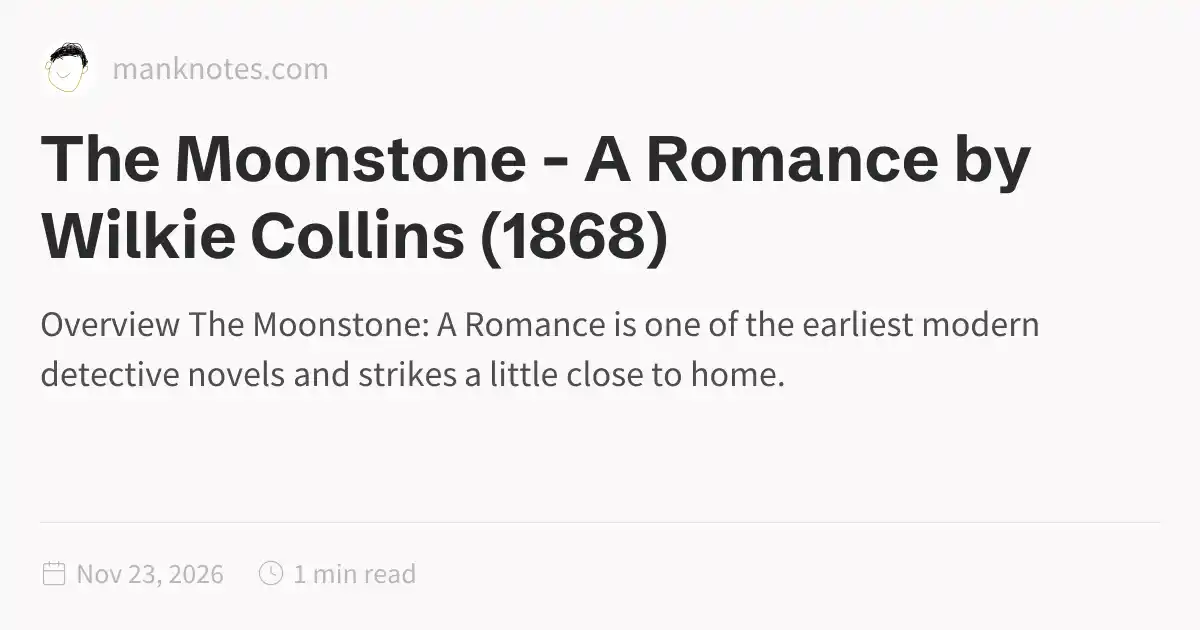 manknotes.com
The Moonstone - A Romance by
Wilkie Collins (1868)
Overview The Moonstone: A Romance is one of the earliest modern
detective novels and strikes a little close to home.
Nov 23, 2026 1 min read